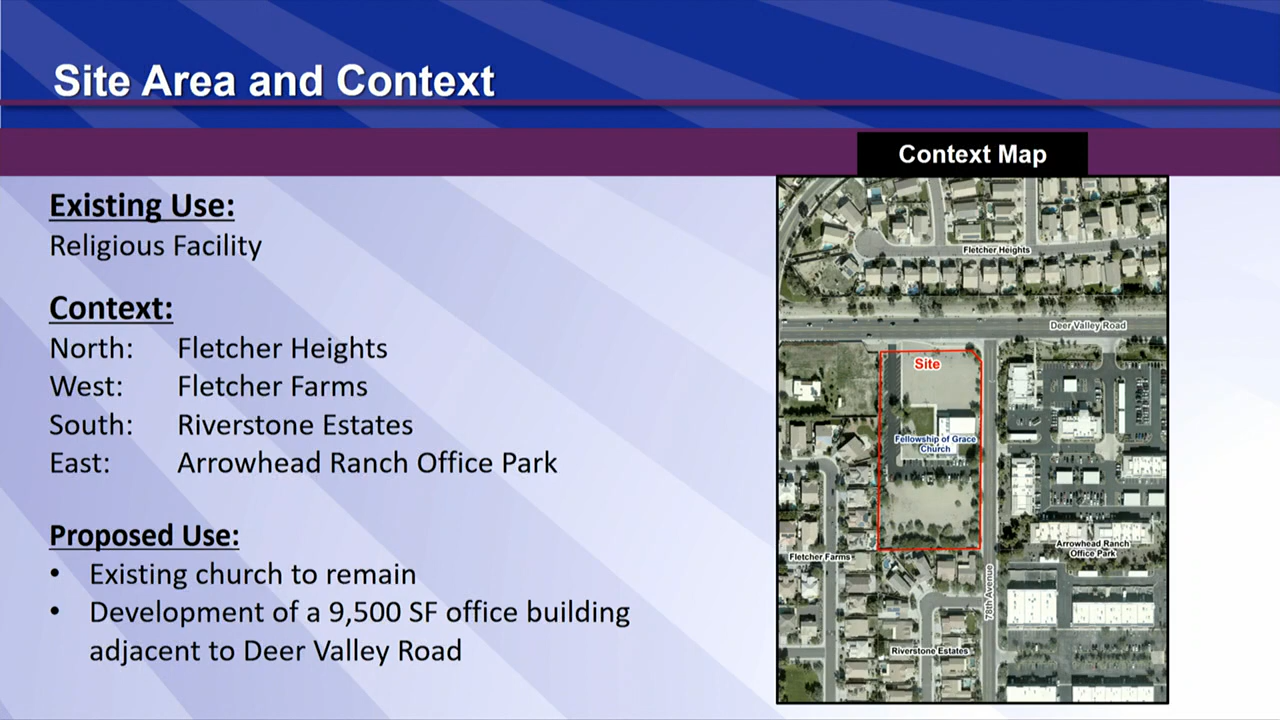 Site Area and Context
Context Map
Existing Use:
Religious Facility
Context:
North: Fletcher Heights
West: Fletcher Farms
South: Riverstone Estates
East: Arrowhead Ranch Office Park
Proposed Use:
• Existing church to remain
• Development of a 9,500 SF office building
adjacent to Deer Valley Road
Fletcher Heights
Deer Valley Road
Site
Fellowship of Grace
Church
Arrowhead Ranch
Office Park
Fletcher Farms
78th Avenue
Riverstone Estates